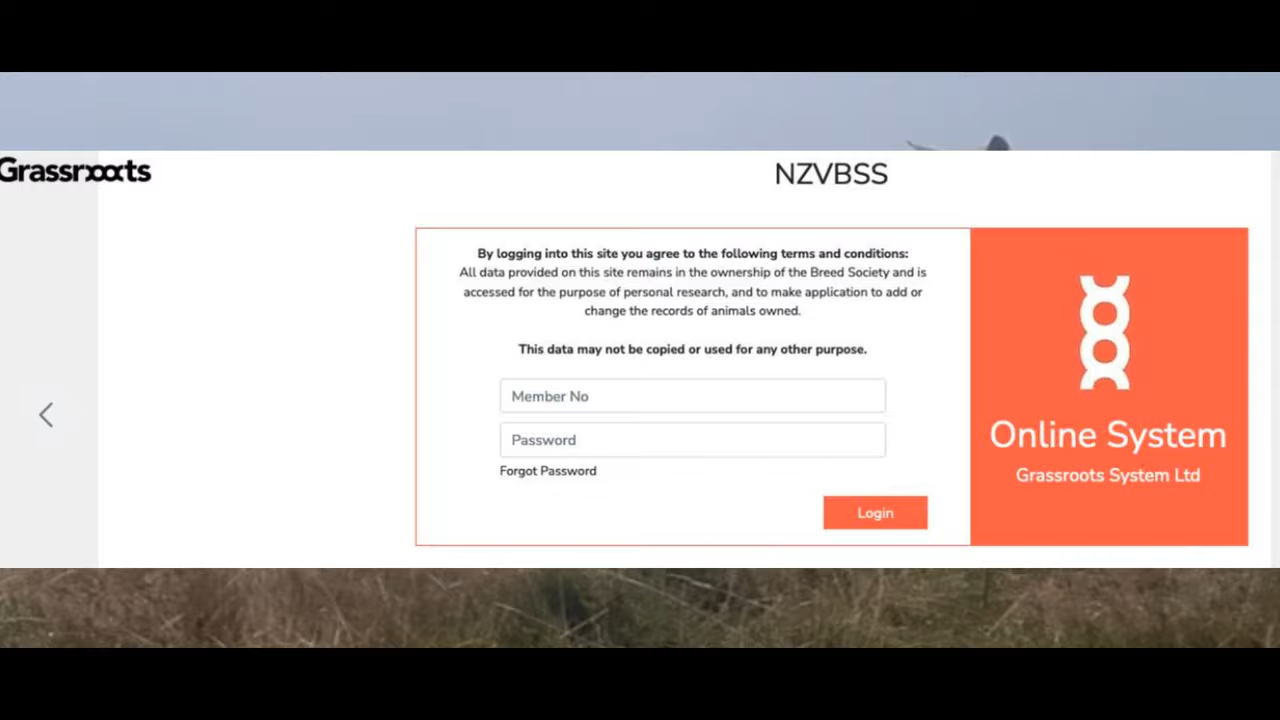 Grassroots
NZVBSS
By logging into this site you agree to the following terms and conditions:
All data provided on this site remains in the ownership of the Breed Society and is
accessed for the purpose of personal research, and to make application to add or
change the records of animals owned.
This data may not be copied or used for any other purpose.
Member No
Password
Forgot Password
Login
Online System
Grassroots System Ltd